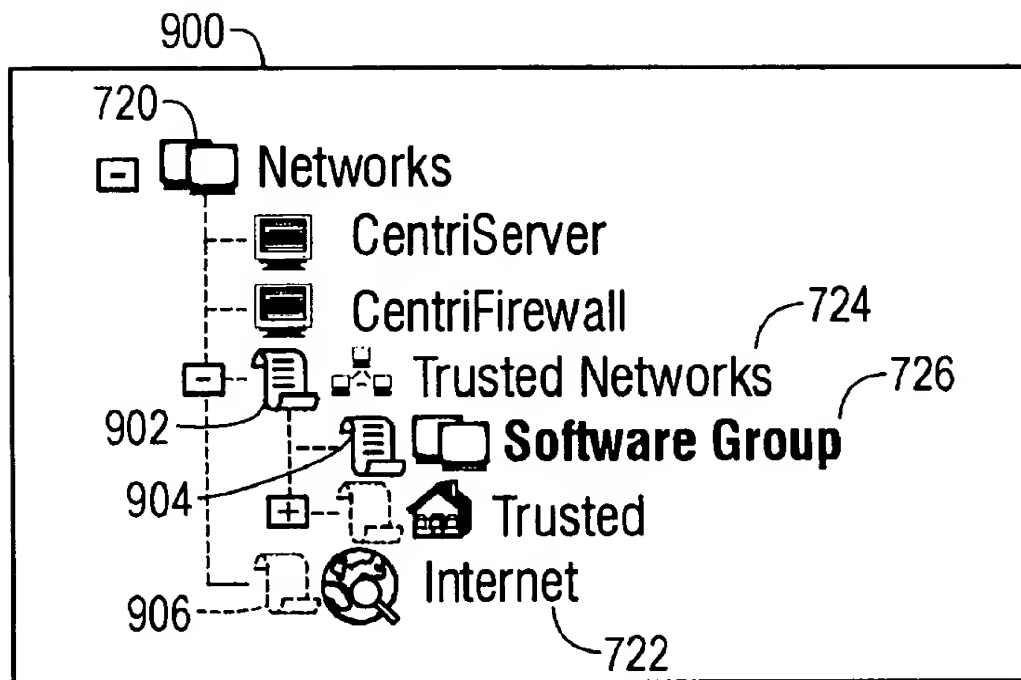 900
720
Networks
CentriServer
CentriFirewall
724
Trusted Networks
726
902
Software Group
904
Trusted
Internet
906
722